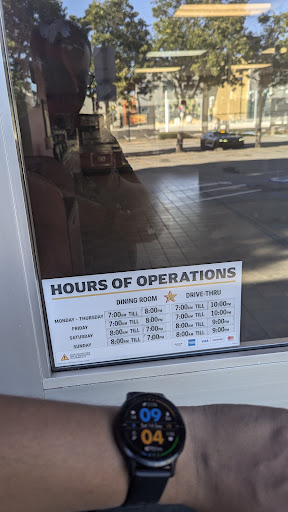 HOURS OF OPERATIONS
DINING ROOM DRIVE-THRU
MONDAY - THURSDAY 7:00AM TILL 8:00PM 7:00AM TILL 10:00PM
FRIDAY 7:00AM TILL 8:00PM 7:00AM TILL 10:00PM
SATURDAY 8:00AM TILL 8:00PM 8:00AM TILL 9:00PM
SUNDAY 8:00AM TILL 7:00PM 8:00AM TILL 9:00PM
VISA
09
04